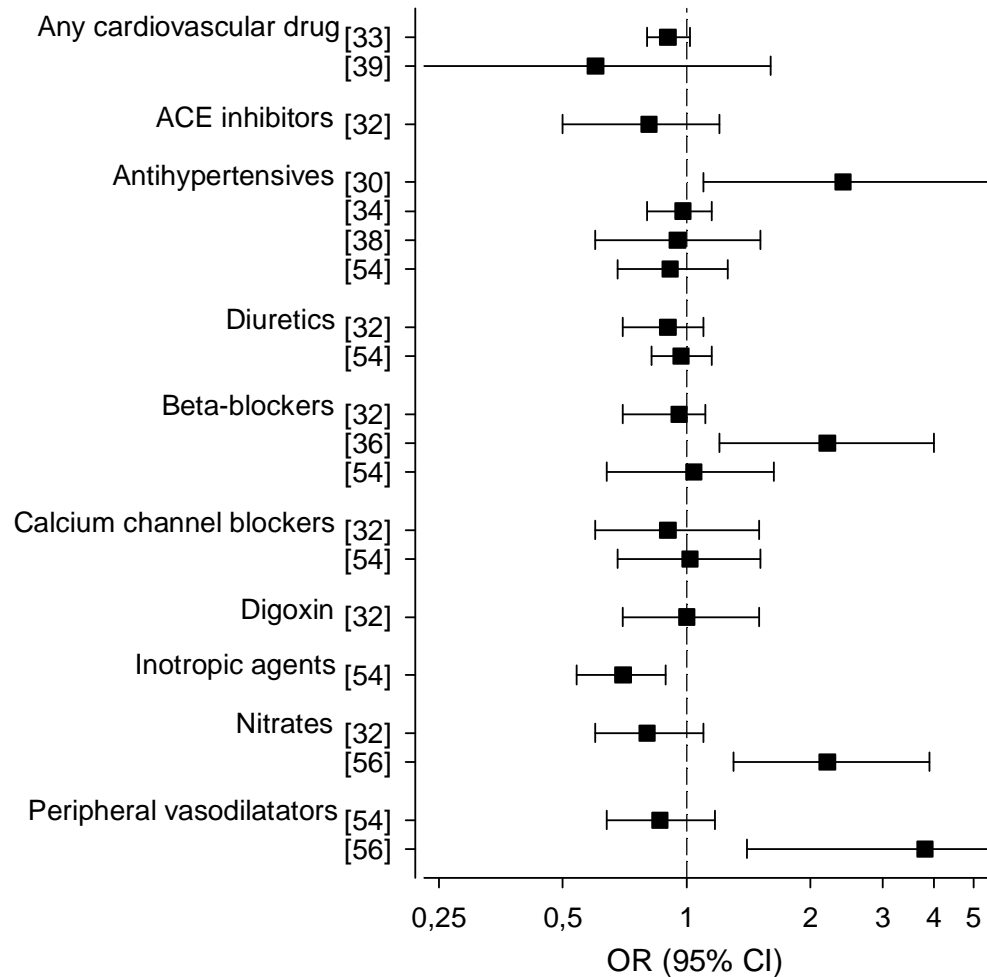 Any cardiovascular drug [33]
[39]
ACE inhibitors [32]
Antihypertensives [30]
[34]
[38]
[54]
Diuretics [32]
[54]
Beta-blockers [32]
[36]
[54]
Calcium channel blockers [32]
[54]
Digoxin [32]
Inotropic agents [54]
Nitrates [32]
[56]
Peripheral vasodilatators [54]
[56]
0,25 0,5 1 2 3 4 5
OR (95% CI)